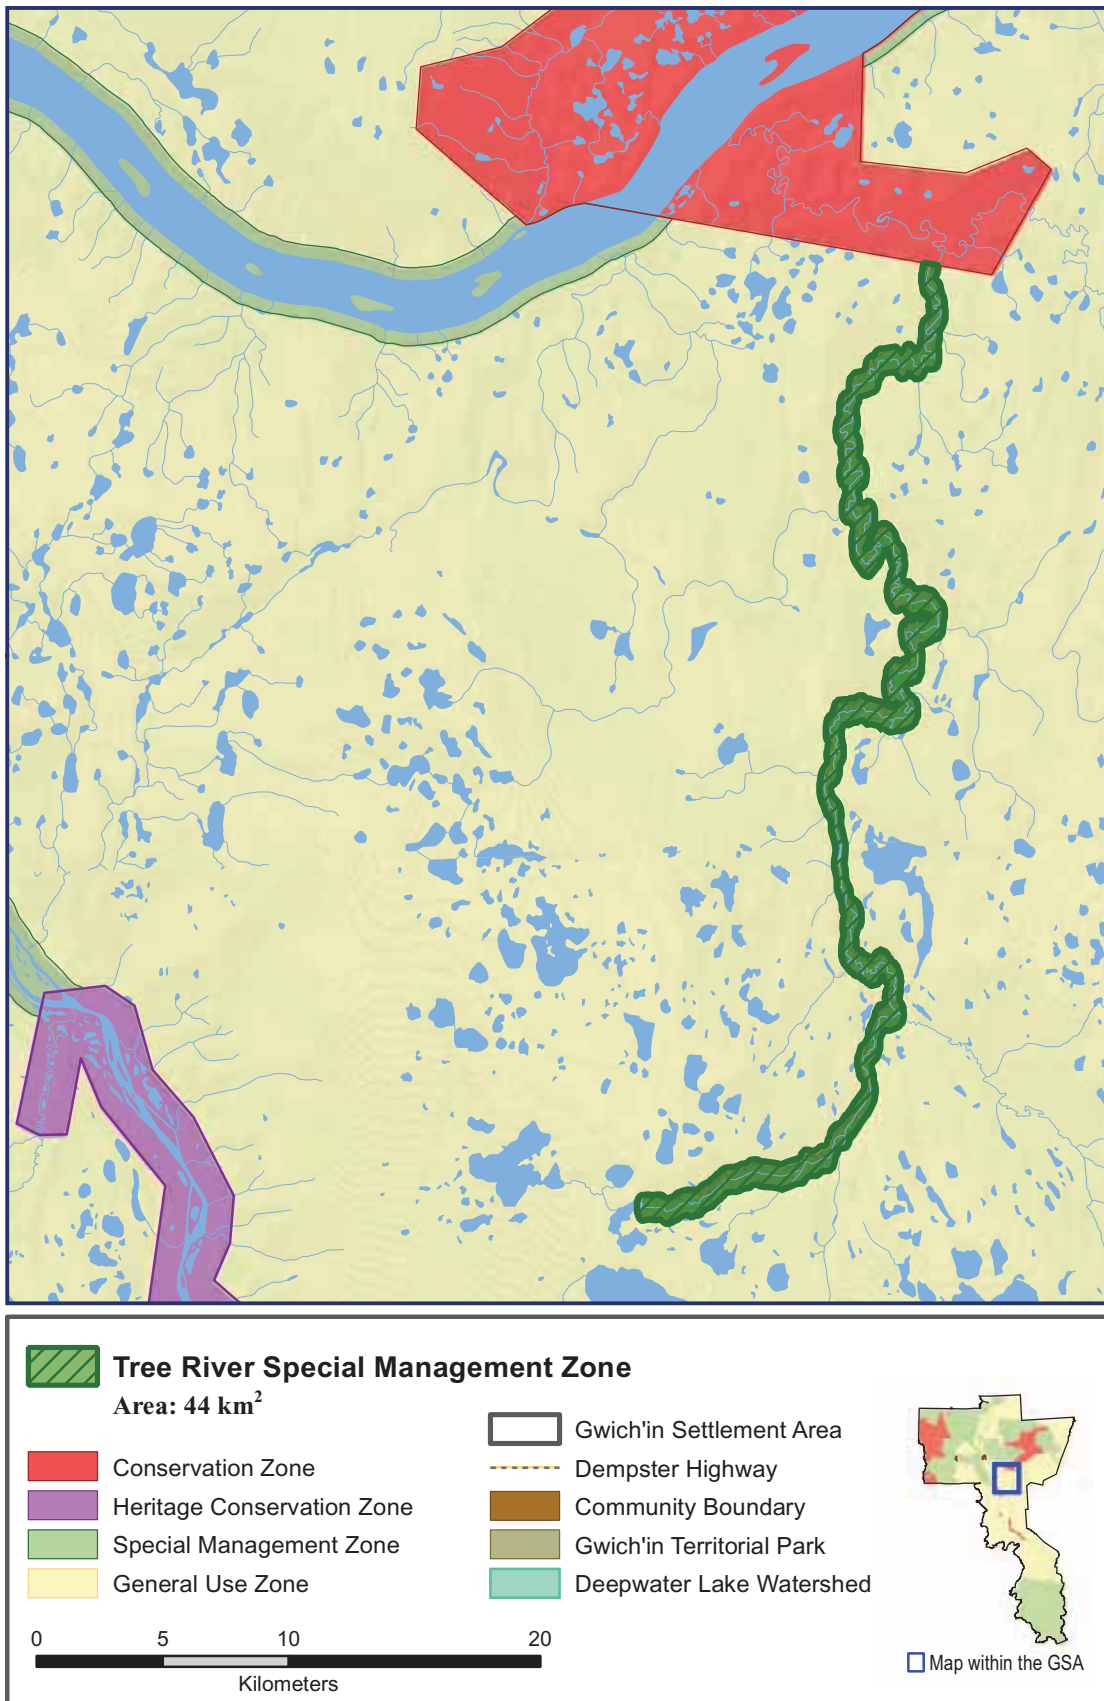 Tree River Special Management Zone
Area: 44 km²
Conservation Zone
Heritage Conservation Zone
Special Management Zone
General Use Zone
Gwich'in Settlement Area
Dempster Highway
Community Boundary
Gwich'in Territorial Park
Deepwater Lake Watershed
0 5 10 20
Kilometers
Map within the GSA